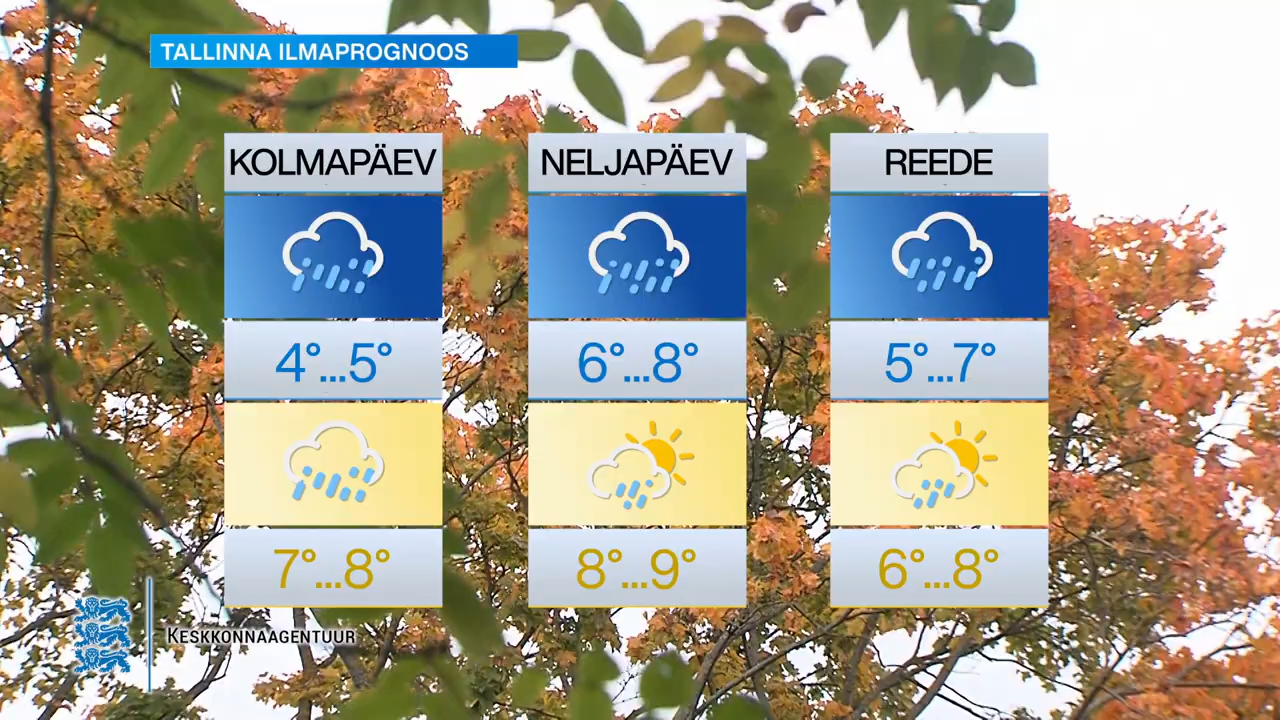 TALLINNA ILMAPROGNOOS
KOLMAPÄEV
4°...5°
7°...8°
NELJAPÄEV
6°...8°
8°...9°
REEDE
5°...7°
6°...8°
KESKKONNAAGENTUUR